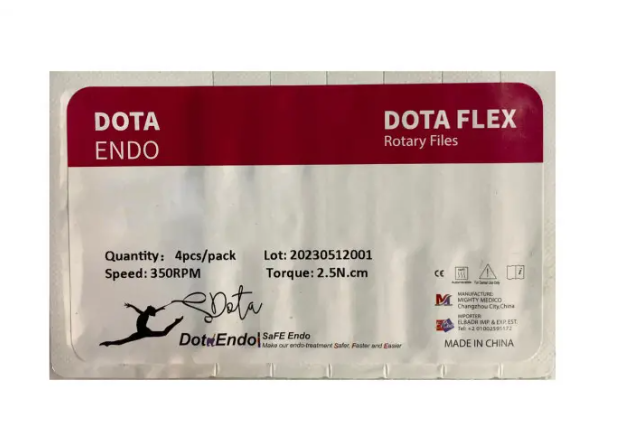 DOTA
ENDO
DOTA FLEX
Rotary Files
Quantity: 4pcs/pack Lot: 20230512001
Speed: 350RPM Torque: 2.5N.cm
Dota
DotaEndo
SaFE Endo
Make our endo-treatment Safer, Faster and Easier
CE
MANUFACTURE:
MIGHTY MEDICO
Changzhou City,China
IMPORTER
ELBADR IMP & EXP EST.
MADE IN CHINA